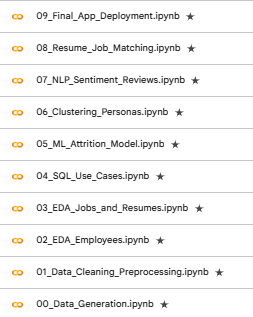 09_Final_App_Deployment.ipynb
08_Resume_Job_Matching.ipynb
07_NLP_Sentiment_Reviews.ipynb
06_Clustering_Personas.ipynb
05_ML_Attrition_Model.ipynb
04_SQL_Use_Cases.ipynb
03_EDA_Jobs_and_Resumes.ipynb
02_EDA_Employees.ipynb
01_Data_Cleaning_Preprocessing.ipynb
00_Data_Generation.ipynb